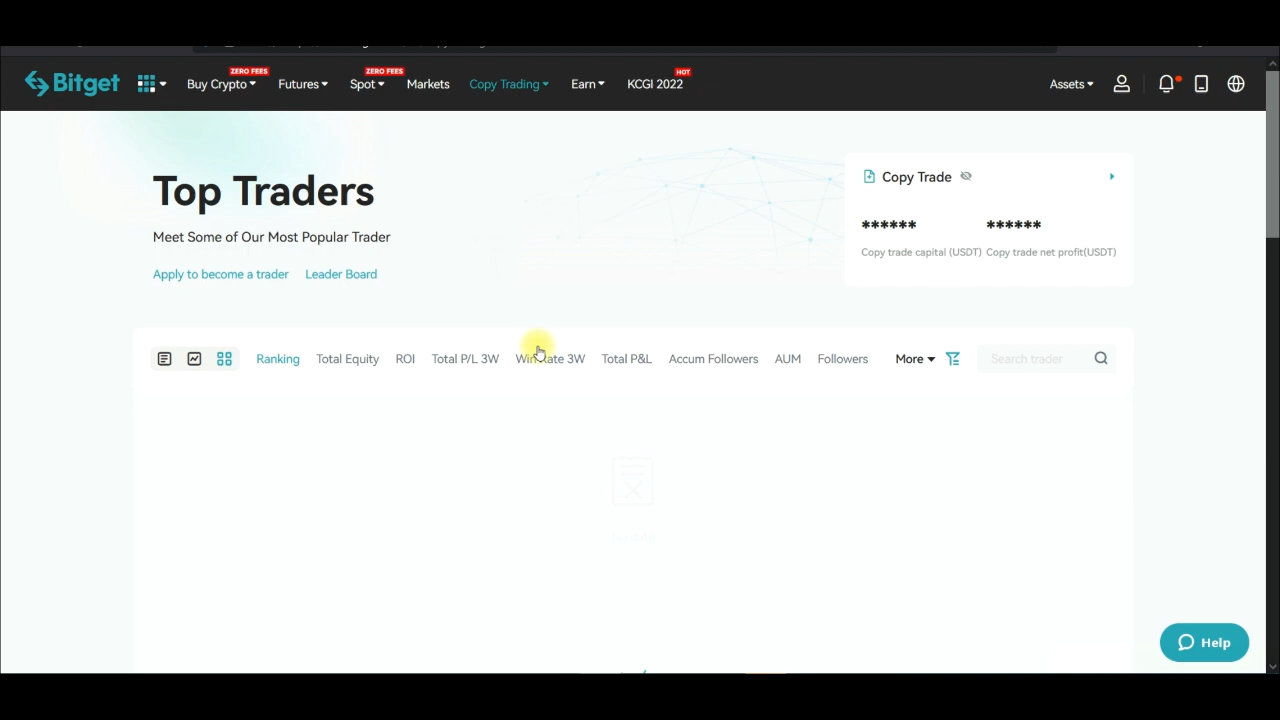 Bitget
Buy Crypto
ZERO FEES
Futures
Spot
ZERO FEES
Markets
Copy Trading
Earn
KCGI 2022
HOT
Assets
Top Traders
Meet Some of Our Most Popular Trader
Apply to become a trader
Leader Board
Copy Trade
****** ******
Copy trade capital (USDT) Copy trade net profit(USDT)
Ranking
Total Equity
ROI
Total P/L 3W
Win Rate 3W
Total P&L
Accum Followers
AUM
Followers
More
Search trader
Help